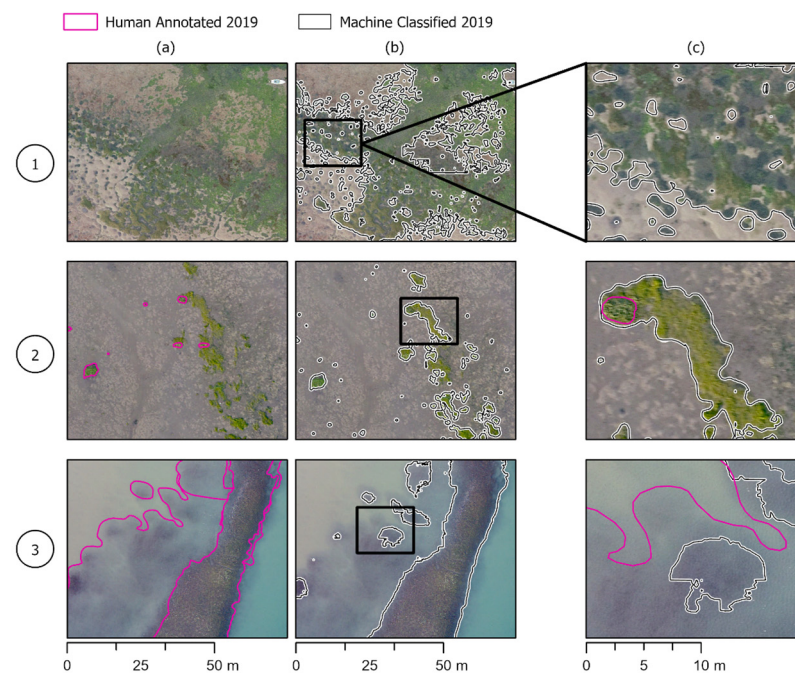 Human Annotated 2019 Machine Classified 2019
(a) (b) (c)
1
2
3
0 25 50 m 0 25 50 m 0 5 10 m